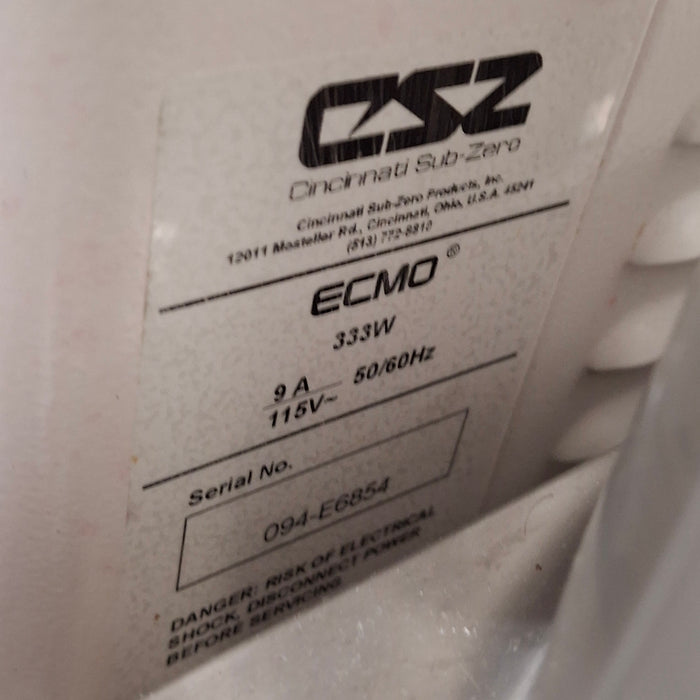 CSZ
Cincinnati Sub-Zero
Cincinnati Sub-Zero Products, Inc.
12011 Mosteller Rd., Cincinnati, Ohio, U.S.A. 45241
(513) 772-8810
ECMO®
333W
9 A
115V~ 50/60Hz
Serial No.
094-E6854
DANGER: RISK OF ELECTRICAL
SHOCK, DISCONNECT POWER
BEFORE SERVICING